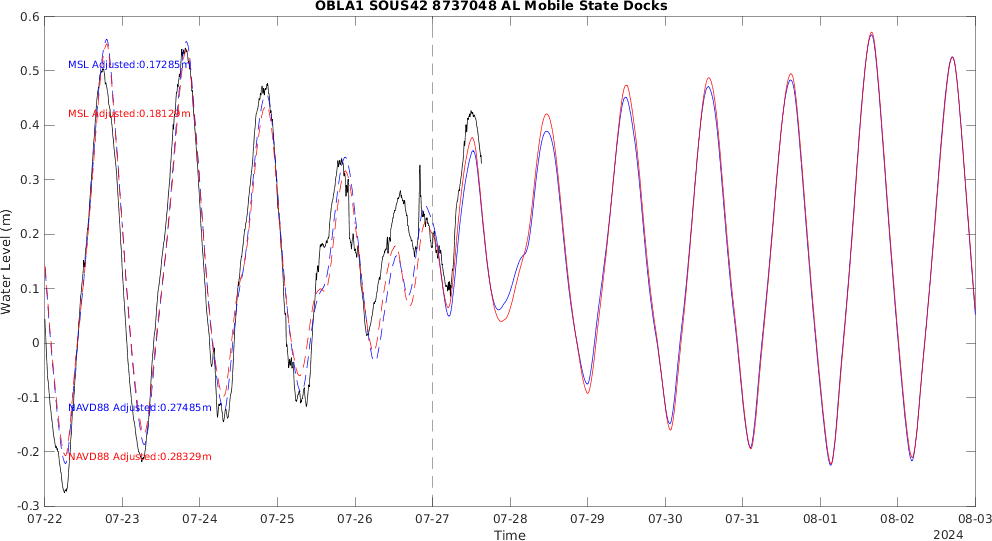 OBLA1 SOUS42 8737048 AL Mobile State Docks
0.6
0.5
0.4
0.3
0.2
0.1
0
-0.1
-0.2
-0.3
Water Level (m)
MSL Adjusted:0.17285m
MSL Adjusted:0.18129m
NAVD88 Adjusted:0.27485m
NAVD88 Adjusted:0.28329m
07-22 07-23 07-24 07-25 07-26 07-27 07-28 07-29 07-30 07-31 08-01 08-02 08-03
Time
2024